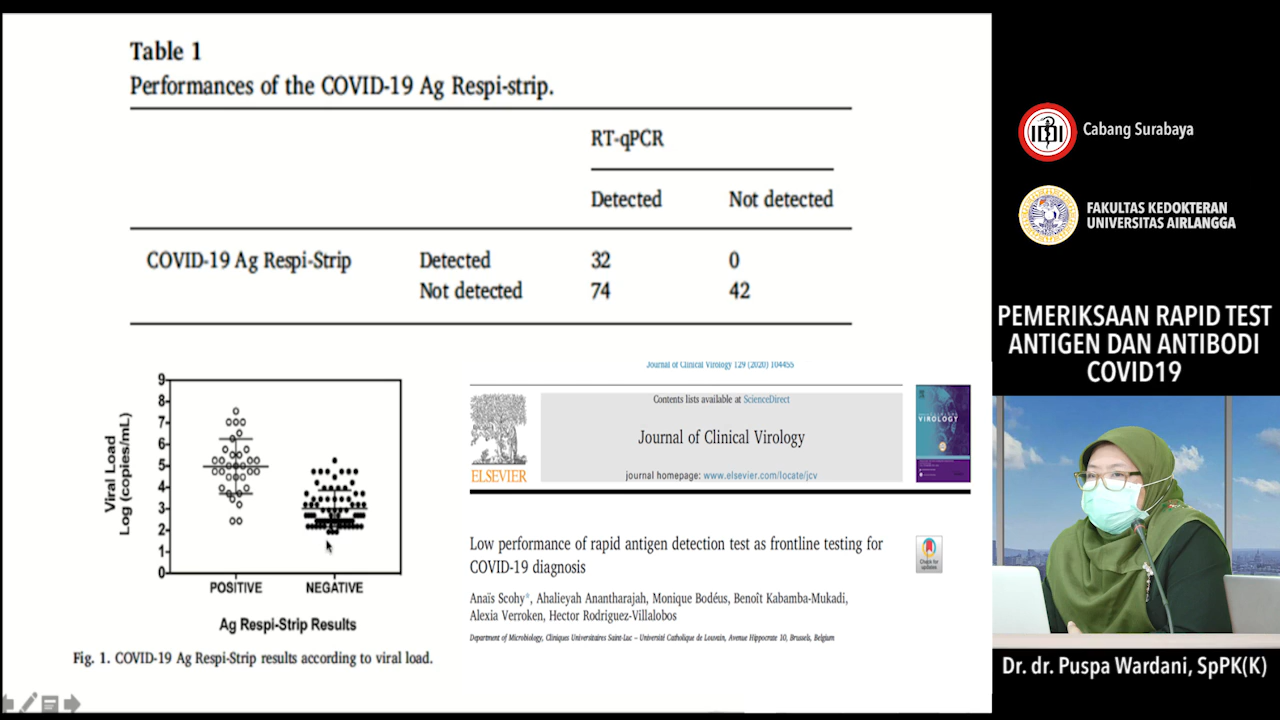 Table 1
Performances of the COVID-19 Ag Respi-strip.
RT-qPCR
Detected Not detected
COVID-19 Ag Respi-Strip Detected 32 0
Not detected 74 42
9
8
7
6
5
4
3
2
1
0
Viral Load
Log (copies/mL)
POSITIVE NEGATIVE
Ag Respi-Strip Results
Fig. 1. COVID-19 Ag Respi-Strip results according to viral load.
Journal of Clinical Virology 129 (2020) 104455
Contents lists available at ScienceDirect
Journal of Clinical Virology
journal homepage: www.elsevier.com/locate/jcv
ELSEVIER
VIROLOGY
Low performance of rapid antigen detection test as frontline testing for
COVID-19 diagnosis
Check for
updates
Anaïs Scohy*, Ahalieyah Anantharajah, Monique Bodéus, Benoît Kabamba-Mukadi,
Alexia Verroken, Hector Rodriguez-Villalobos
Department of Microbiology, Cliniques Universitaires Saint-Luc – Université Catholique de Louvain, Avenue Hippocrate 10, Brussels, Belgium
IDI
Cabang Surabaya
FAKULTAS KEDOKTERAN
UNIVERSITAS AIRLANGGA
PEMERIKSAAN RAPID TEST
ANTIGEN DAN ANTIBODI
COVID19
Dr. dr. Puspa Wardani, SpPK(K)